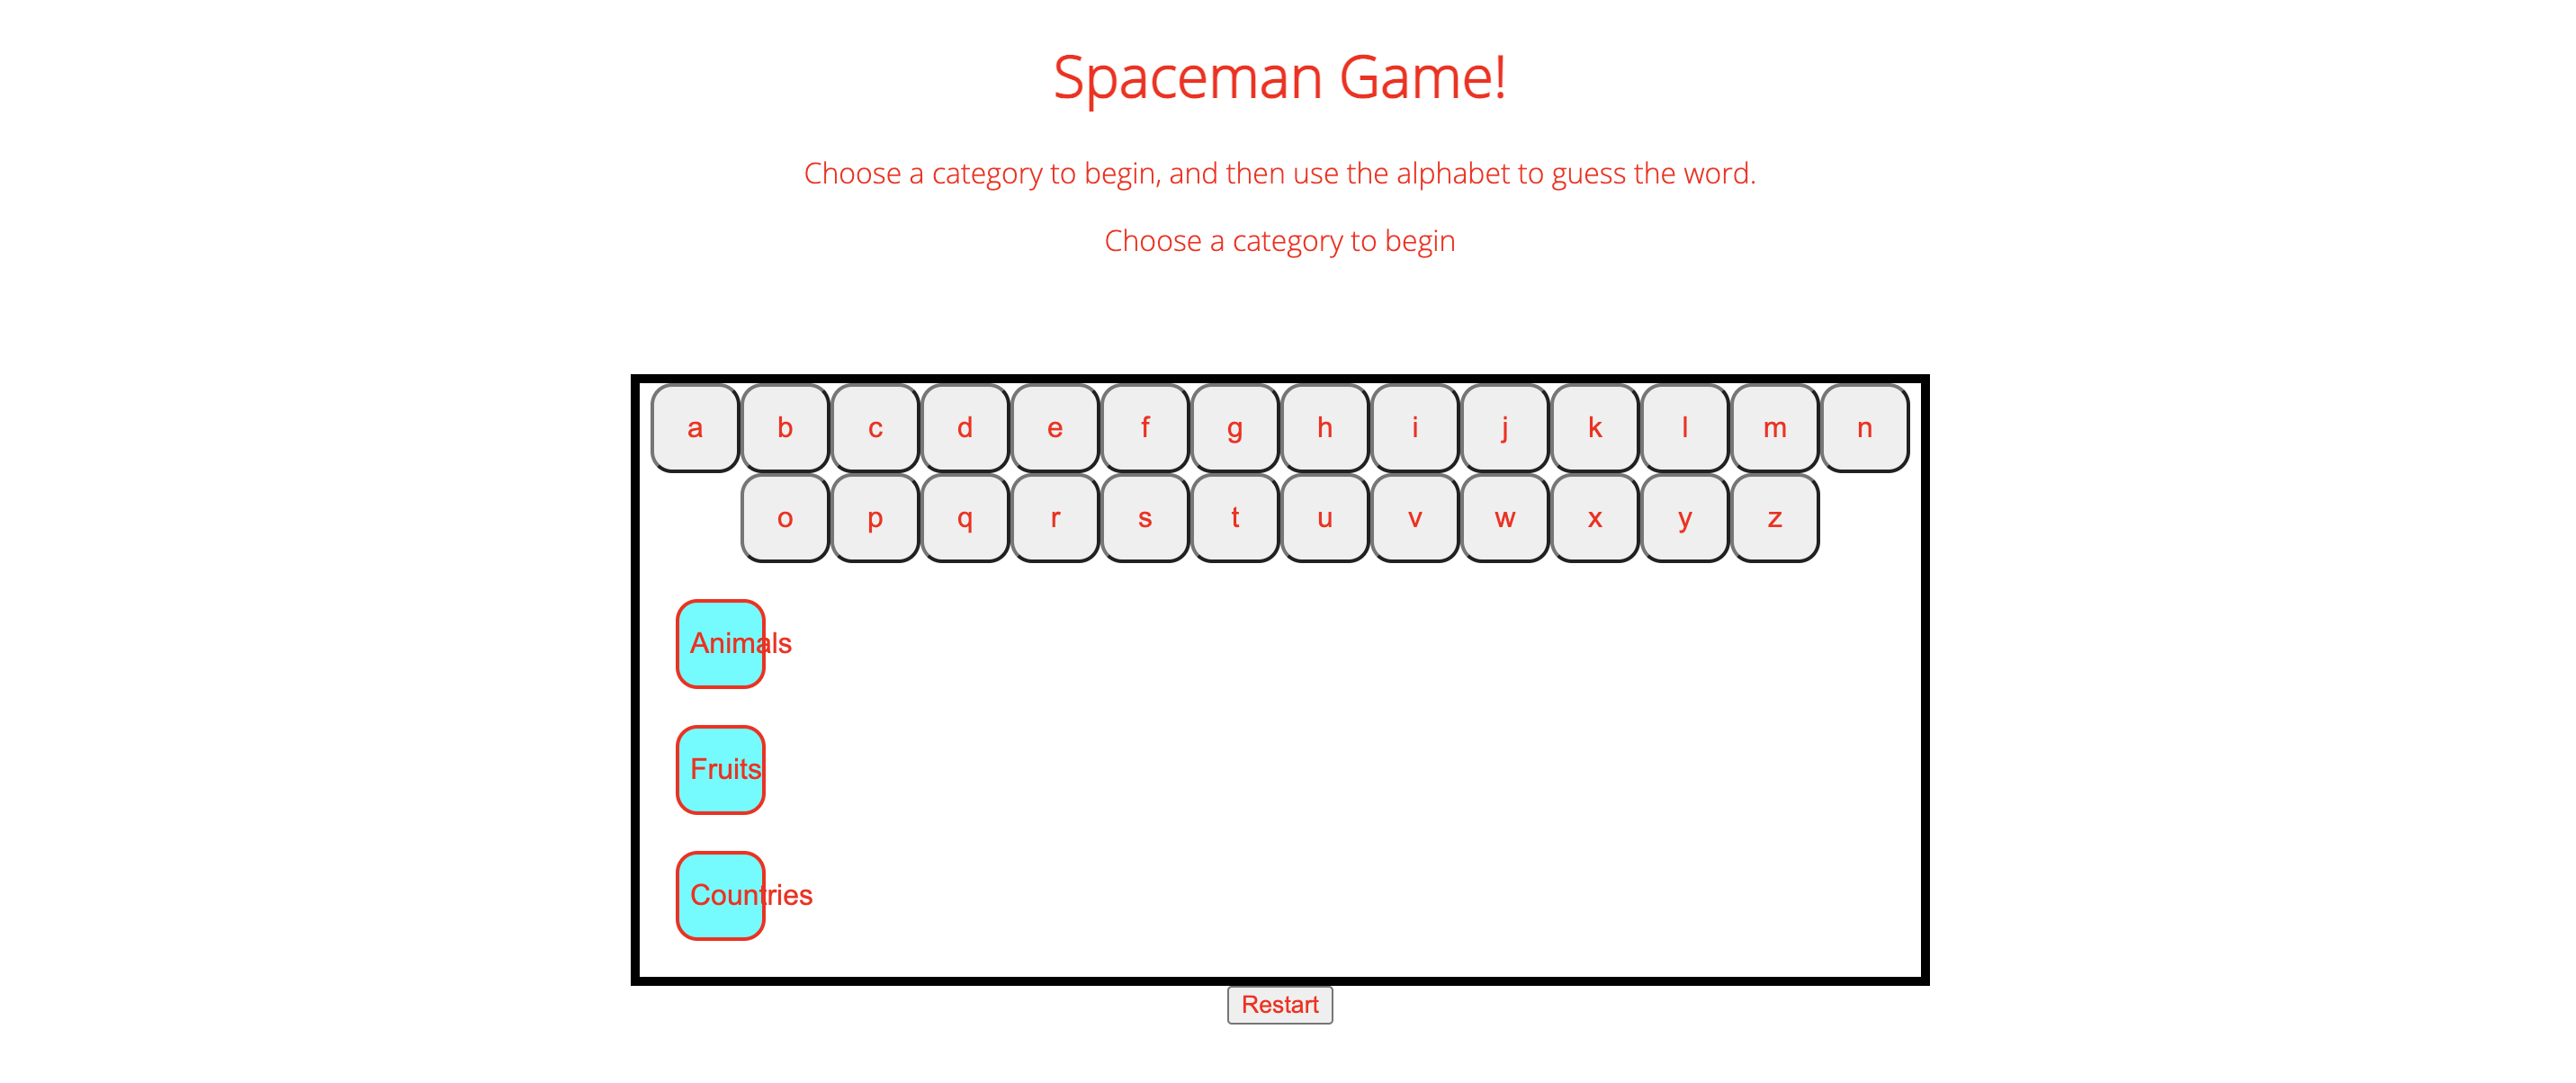 Spaceman Game!
Choose a category to begin, and then use the alphabet to guess the word.
Choose a category to begin
a b c d e f g h i j k l m n
o p q r s t u v w x y z
Animals
Fruits
Countries
Restart